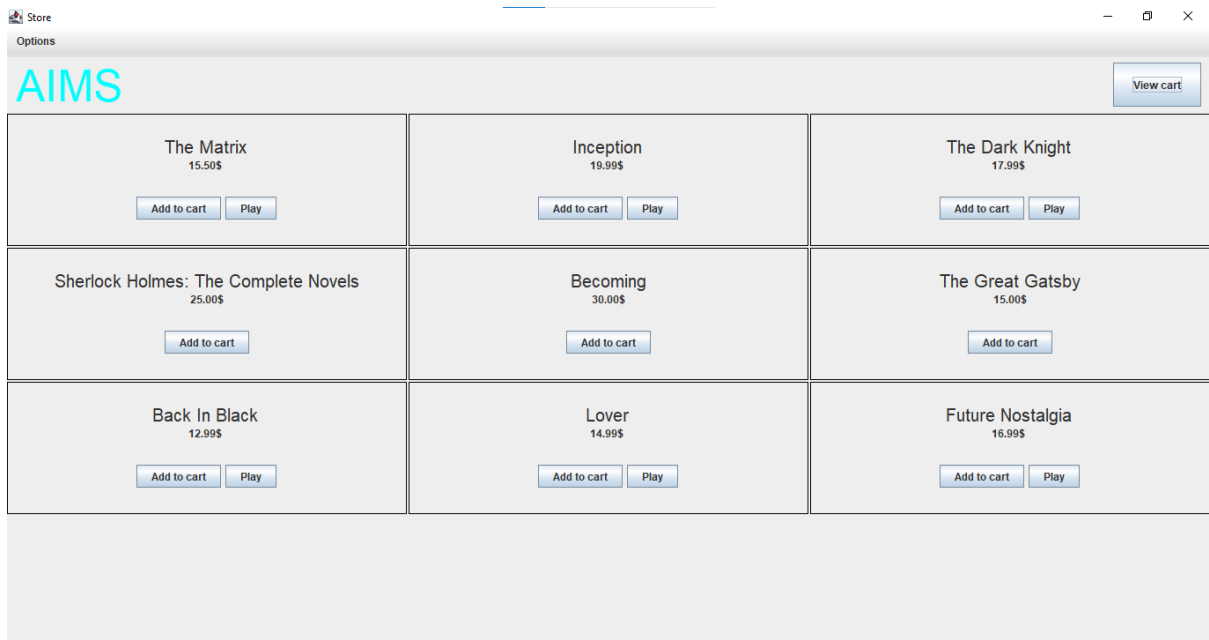 Store
Options
AIMS
View cart
The Matrix
15.50$
Add to cart Play
Inception
19.99$
Add to cart Play
The Dark Knight
17.99$
Add to cart Play
Sherlock Holmes: The Complete Novels
25.00$
Add to cart
Becoming
30.00$
Add to cart
The Great Gatsby
15.00$
Add to cart
Back In Black
12.99$
Add to cart Play
Lover
14.99$
Add to cart Play
Future Nostalgia
16.99$
Add to cart Play